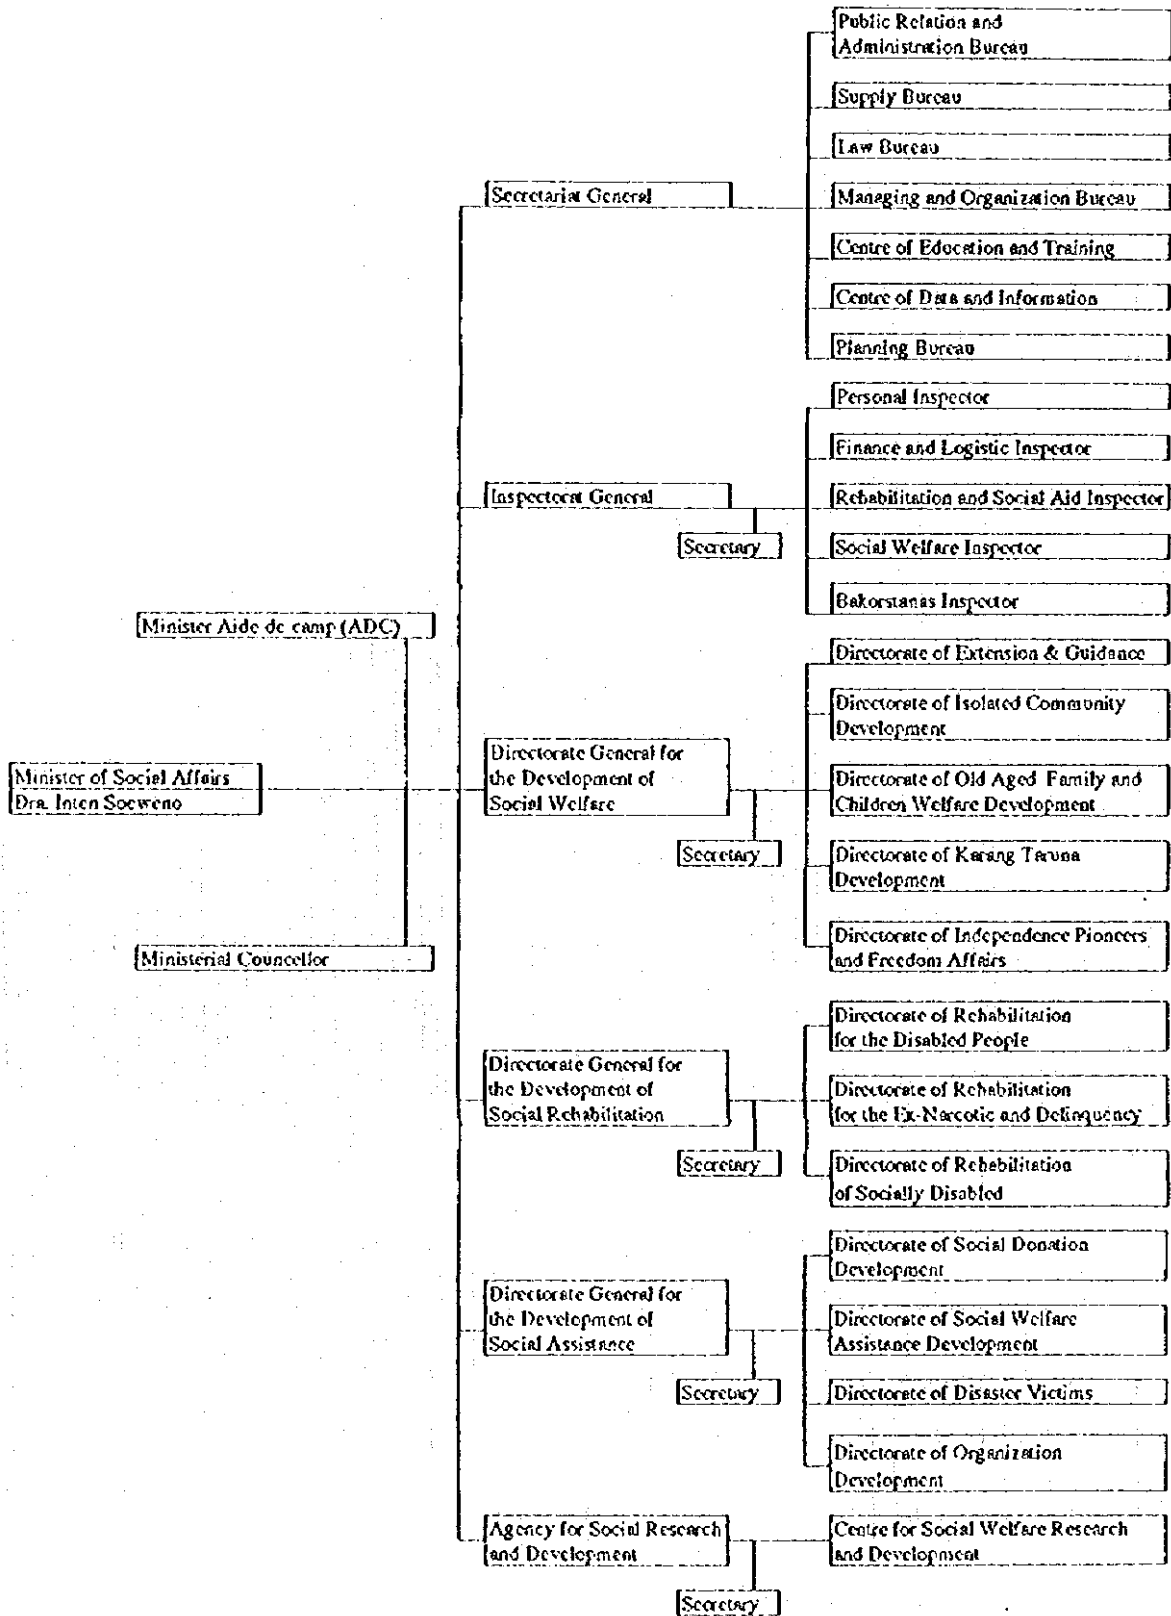 Public Relation and
Administration Bureau
Supply Bureau
Law Bureau
Secretariat General
Managing and Organization Bureau
Centre of Education and Training
Centre of Data and Information
Planning Bureau
Personal Inspector
Finance and Logistic Inspector
Inspectorat General
Rehabilitation and Social Aid Inspector
Secretary
Social Welfare Inspector
Bakorstanas Inspector
Minister Aide de camp (ADC)
Directorate of Extension & Guidance
Directorate of Isolated Community
Development
Minister of Social Affairs
Dra. Inten Soeweno
Directorate General for
the Development of
Social Welfare
Directorate of Old Aged Family and
Children Welfare Development
Secretary
Directorate of Karang Taruna
Development
Ministerial Councellor
Directorate of Independence Pioneers
and Freedom Affairs
Directorate of Rehabilitation
for the Disabled People
Directorate General for
the Development of
Social Rehabilitation
Directorate of Rehabilitation
for the Ex-Narcotic and Delinquency
Secretary
Directorate of Rehabilitation
of Socially Disabled
Directorate of Social Donation
Development
Directorate General for
the Development of
Social Assistance
Directorate of Social Welfare
Assistance Development
Secretary
Directorate of Disaster Victims
Directorate of Organization
Development
Agency for Social Research
and Development
Centre for Social Welfare Research
and Development
Secretary